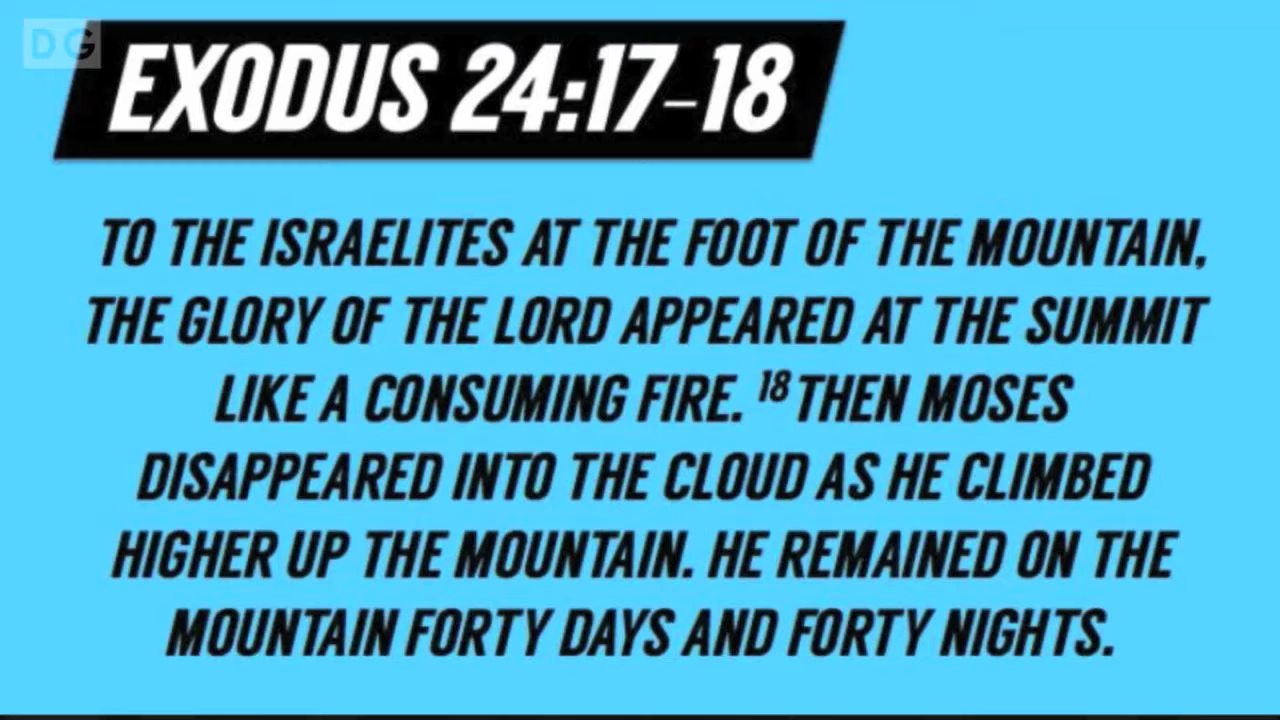 DG
EXODUS 24:17–18
TO THE ISRAELITES AT THE FOOT OF THE MOUNTAIN,
THE GLORY OF THE LORD APPEARED AT THE SUMMIT
LIKE A CONSUMING FIRE. 18 THEN MOSES
DISAPPEARED INTO THE CLOUD AS HE CLIMBED
HIGHER UP THE MOUNTAIN. HE REMAINED ON THE
MOUNTAIN FORTY DAYS AND FORTY NIGHTS.